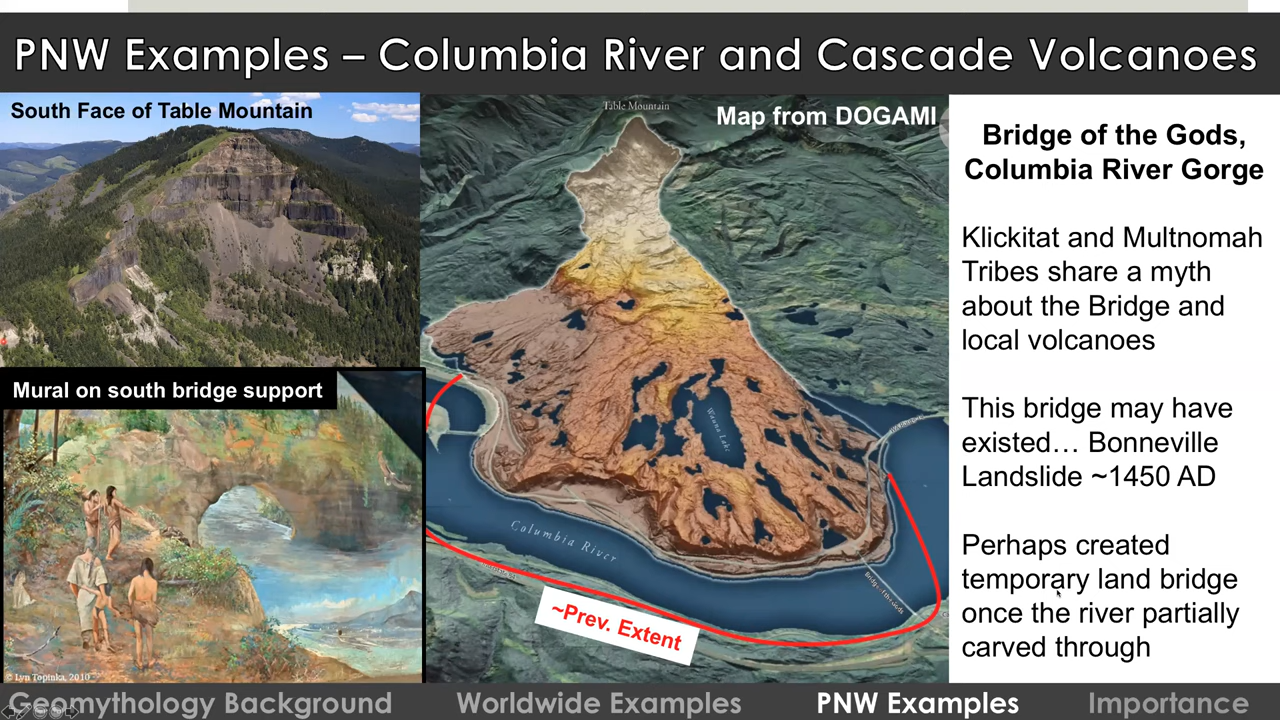 PNW Examples – Columbia River and Cascade Volcanoes
South Face of Table Mountain
Table Mountain
Map from DOGAMI
Wauna Lake
Columbia River
Bridge of the Gods
~Prev. Extent
Mural on south bridge support
© Lyn Topinka, 2010
Bridge of the Gods,
Columbia River Gorge
Klickitat and Multnomah
Tribes share a myth
about the Bridge and
local volcanoes
This bridge may have
existed… Bonneville
Landslide ~1450 AD
Perhaps created
temporary land bridge
once the river partially
carved through
Geomythology Background
Worldwide Examples
PNW Examples
Importance